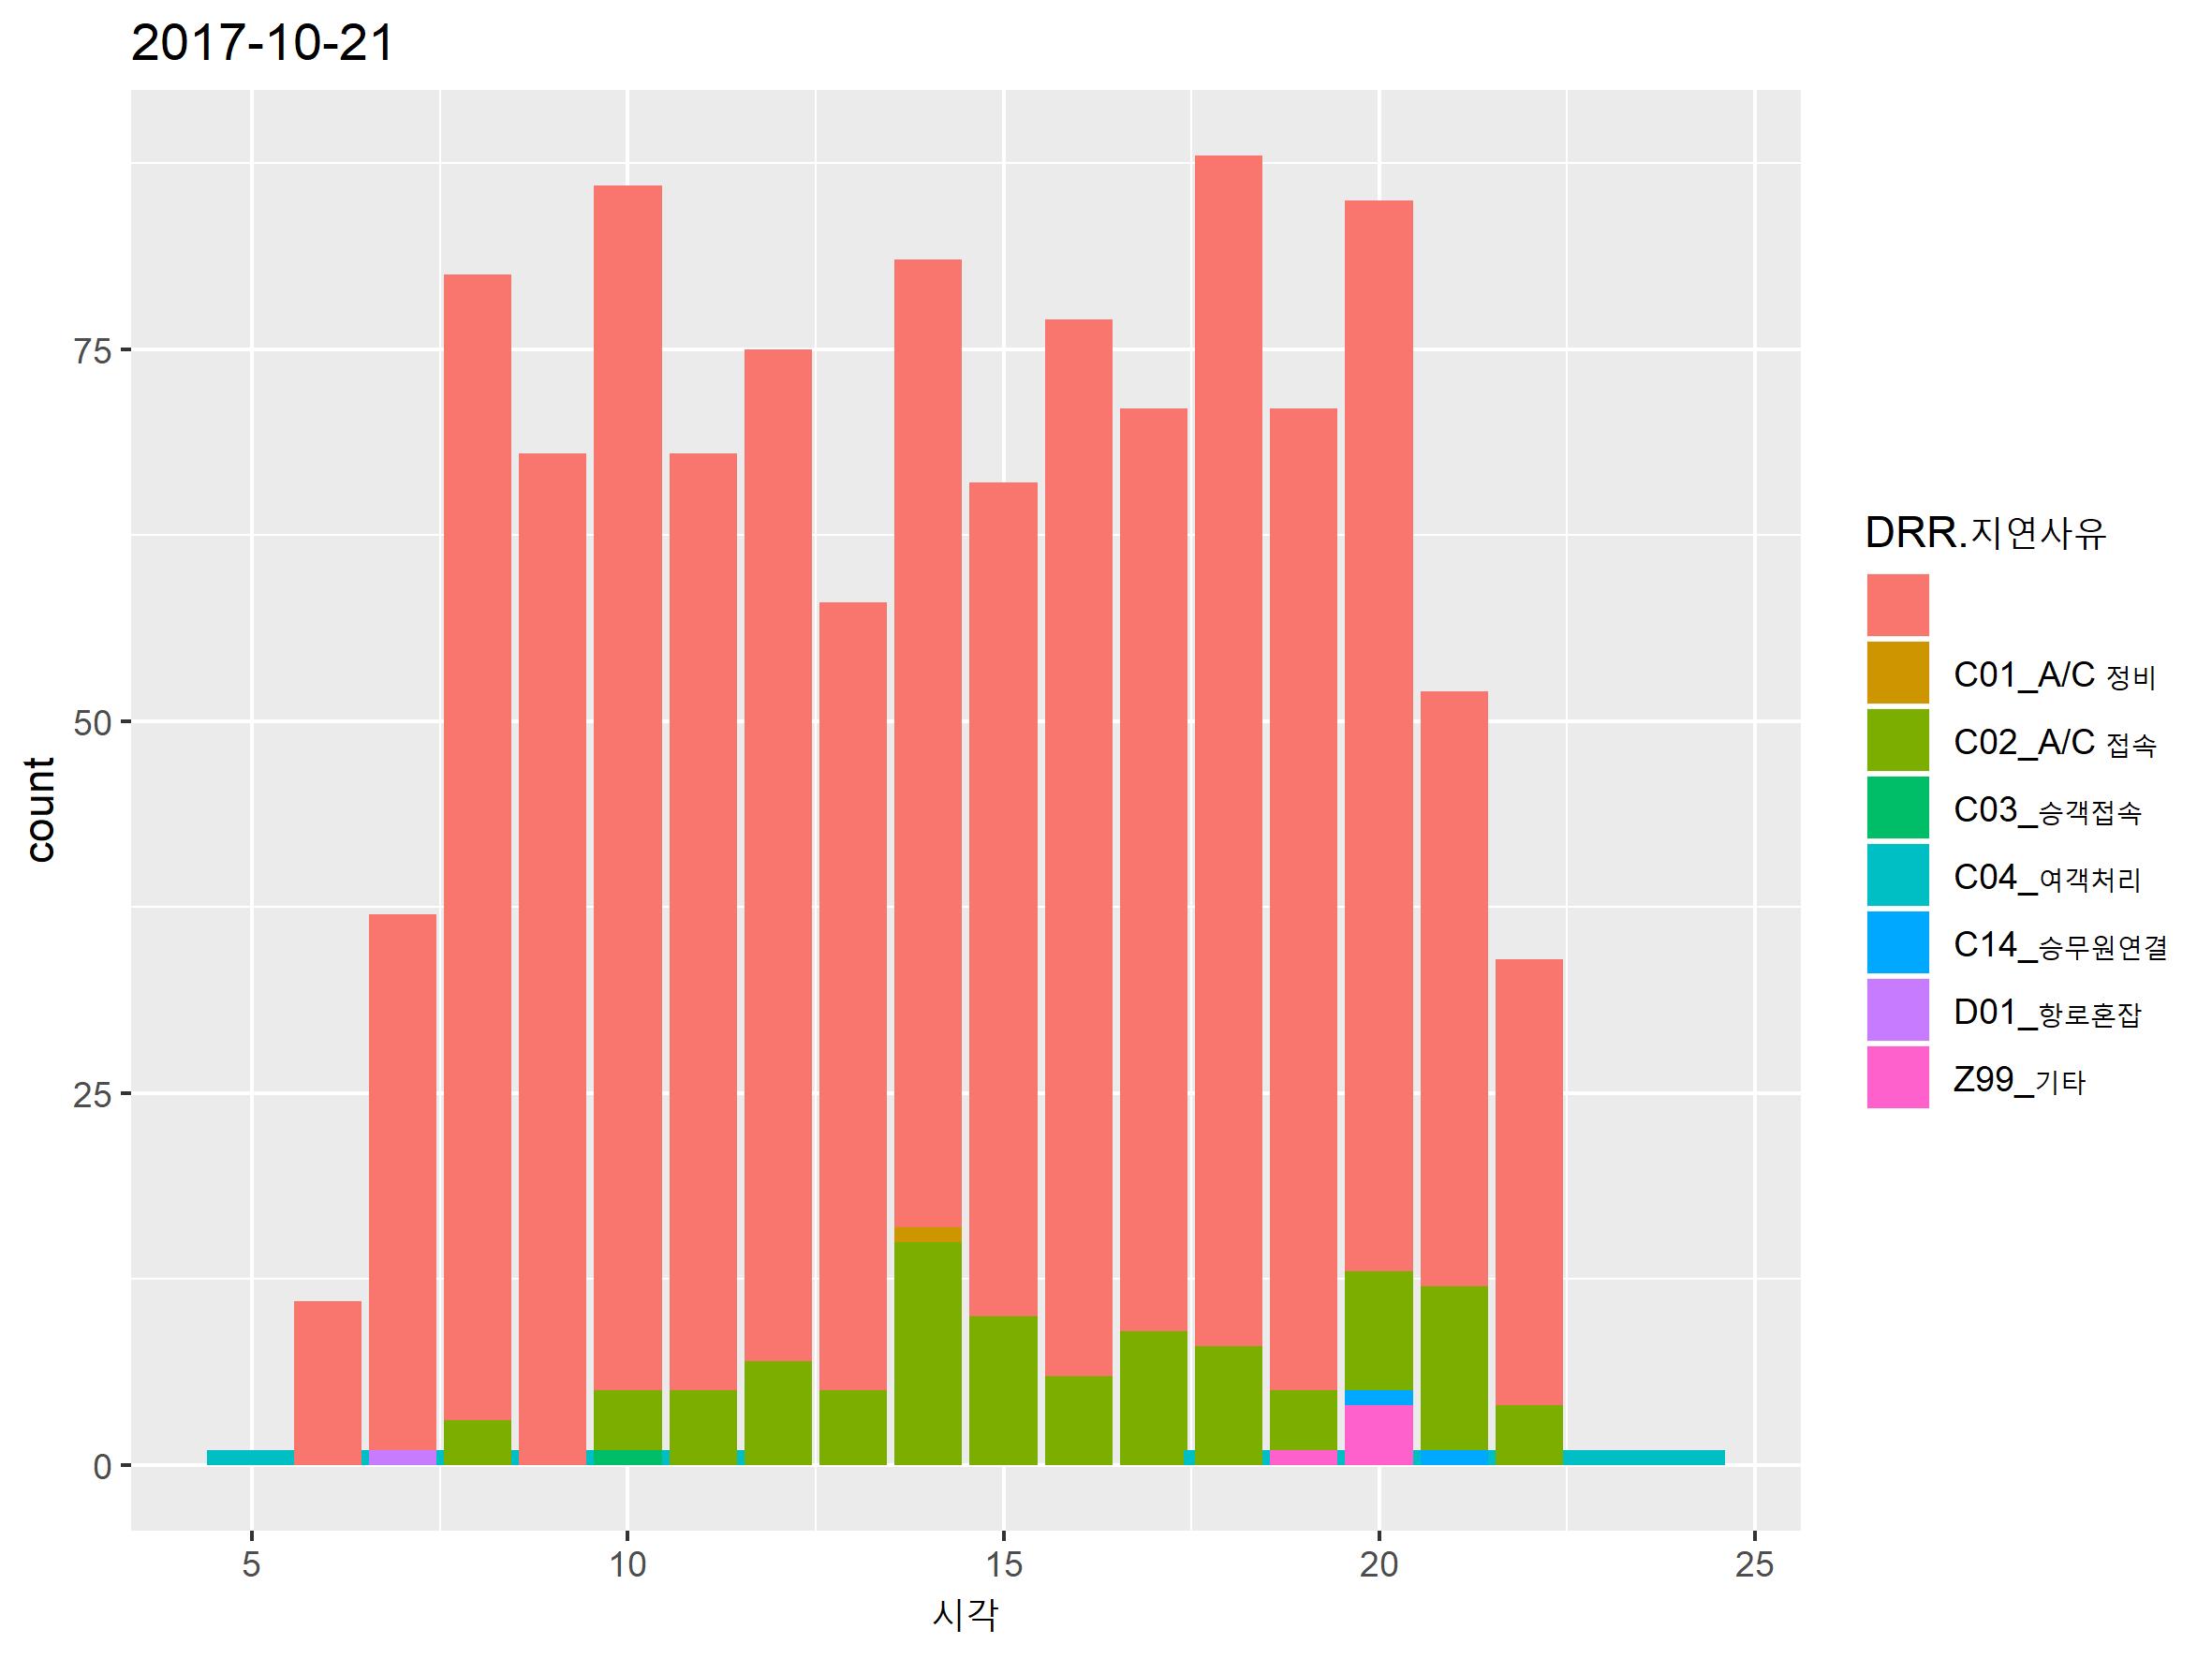 2017-10-21
count
75
50
25
0
5 10 15 20 25
시각
DRR.지연사유
C01_A/C 정비
C02_A/C 접속
C03_승객접속
C04_여객처리
C14_승무원연결
D01_항로혼잡
Z99_기타